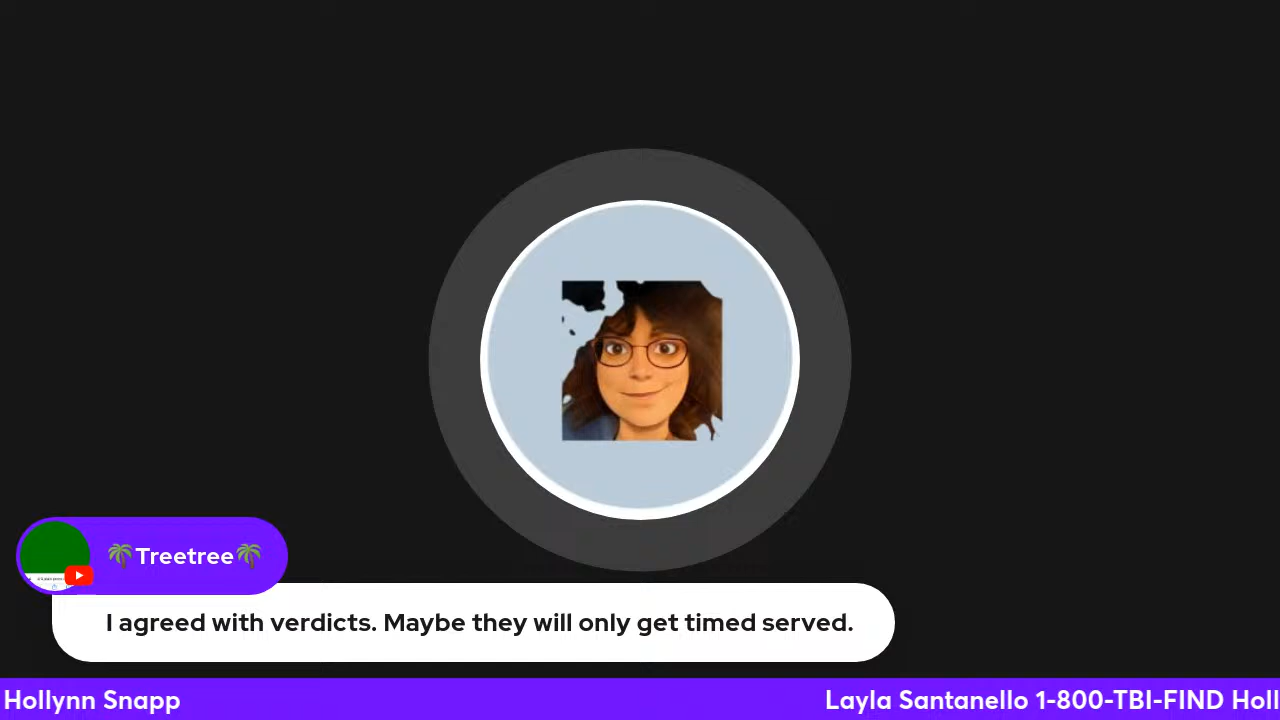 🌴Treetree🌴
I agreed with verdicts. Maybe they will only get timed served.
Hollynn Snapp Layla Santanello 1-800-TBI-FIND Holl